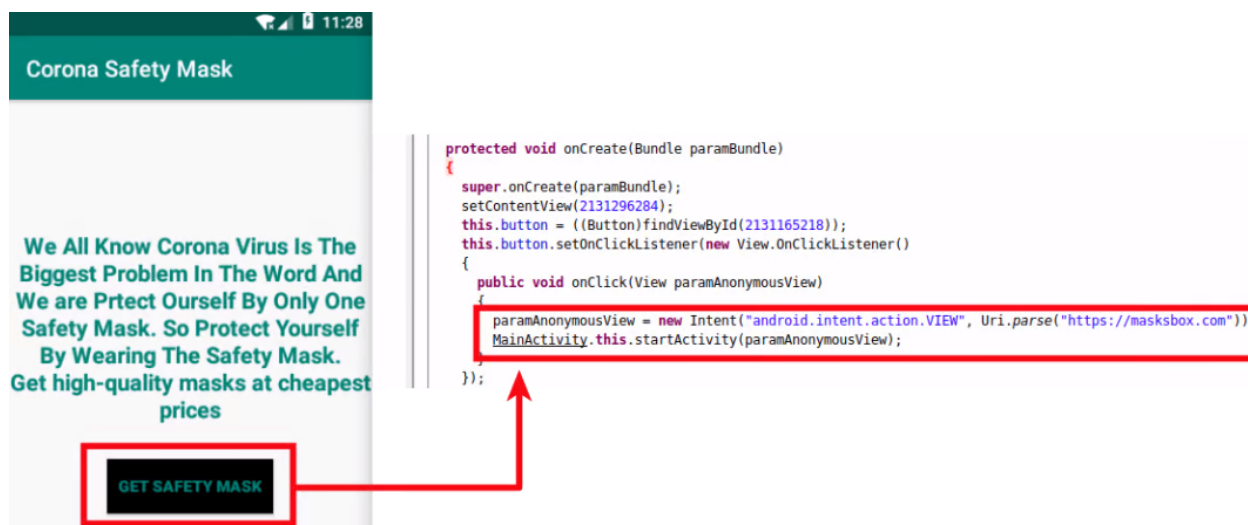 11:28
Corona Safety Mask
We All Know Corona Virus Is The
Biggest Problem In The Word And
We are Prtect Ourself By Only One
Safety Mask. So Protect Yourself
By Wearing The Safety Mask.
Get high-quality masks at cheapest
prices
GET SAFETY MASK
protected void onCreate(Bundle paramBundle)
{
super.onCreate(paramBundle);
setContentView(2131296284);
this.button = ((Button)findViewById(2131165218));
this.button.setOnClickListener(new View.OnClickListener()
{
public void onClick(View paramAnonymousView)
{
paramAnonymousView = new Intent("android.intent.action.VIEW", Uri.parse("https://masksbox.com"))
MainActivity.this.startActivity(paramAnonymousView);
}
});